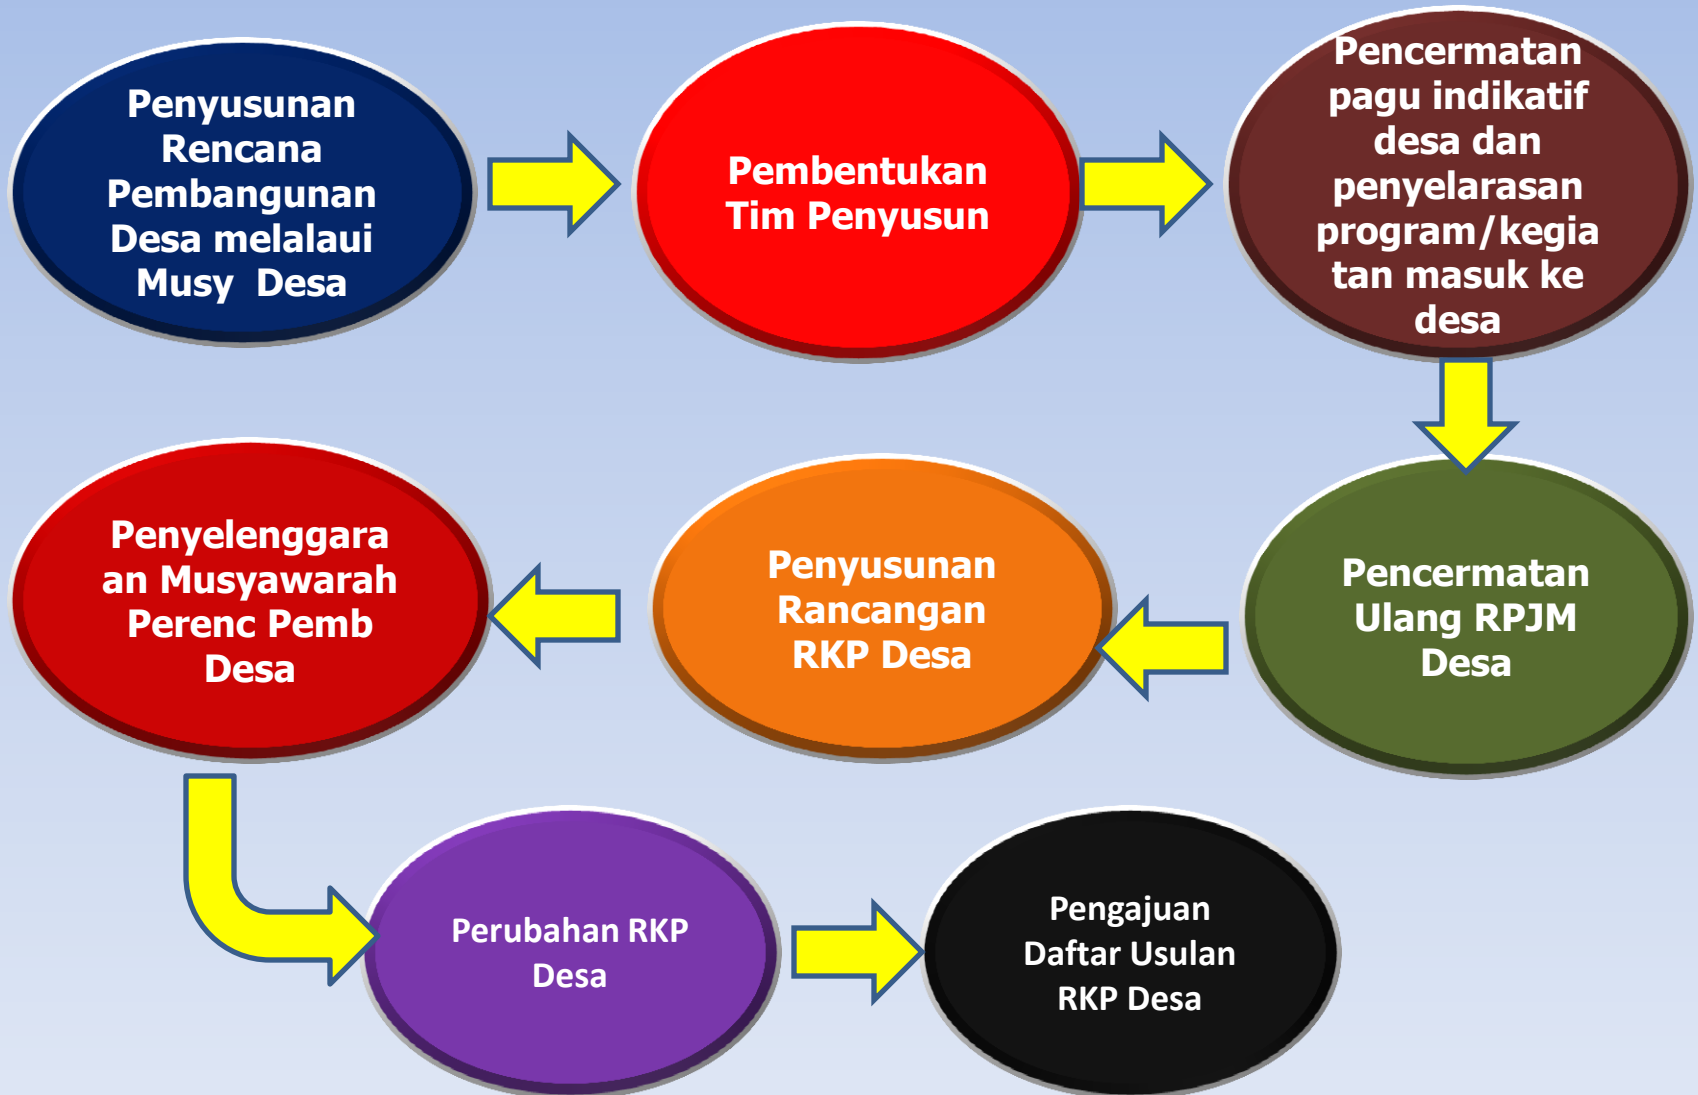 Penyusunan
Rencana
Pembangunan
Desa melalaui
Musy Desa
Pembentukan
Tim Penyusun
Pencermatan
pagu indikatif
desa dan
penyelarasan
program/kegia
tan masuk ke
desa
Pencermatan
Ulang RPJM
Desa
Penyusunan
Rancangan
RKP Desa
Penyelenggara
an Musyawarah
Perenc Pemb
Desa
Perubahan RKP
Desa
Pengajuan
Daftar Usulan
RKP Desa